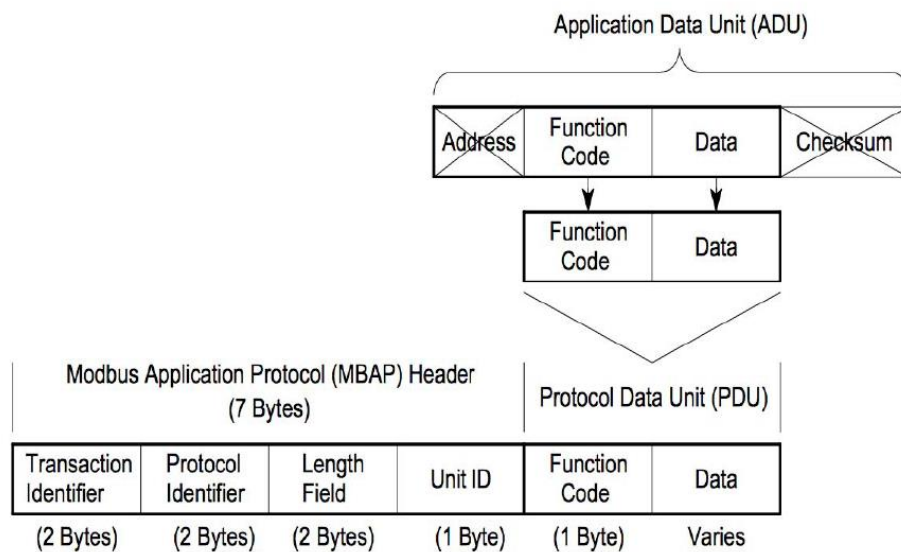 Application Data Unit (ADU)
Address
Function
Code
Data
Checksum
Function
Code
Data
Modbus Application Protocol (MBAP) Header
(7 Bytes)
Protocol Data Unit (PDU)
Transaction
Identifier
Protocol
Identifier
Length
Field
Unit ID
Function
Code
Data
(2 Bytes)
(2 Bytes)
(2 Bytes)
(1 Byte)
(1 Byte)
Varies